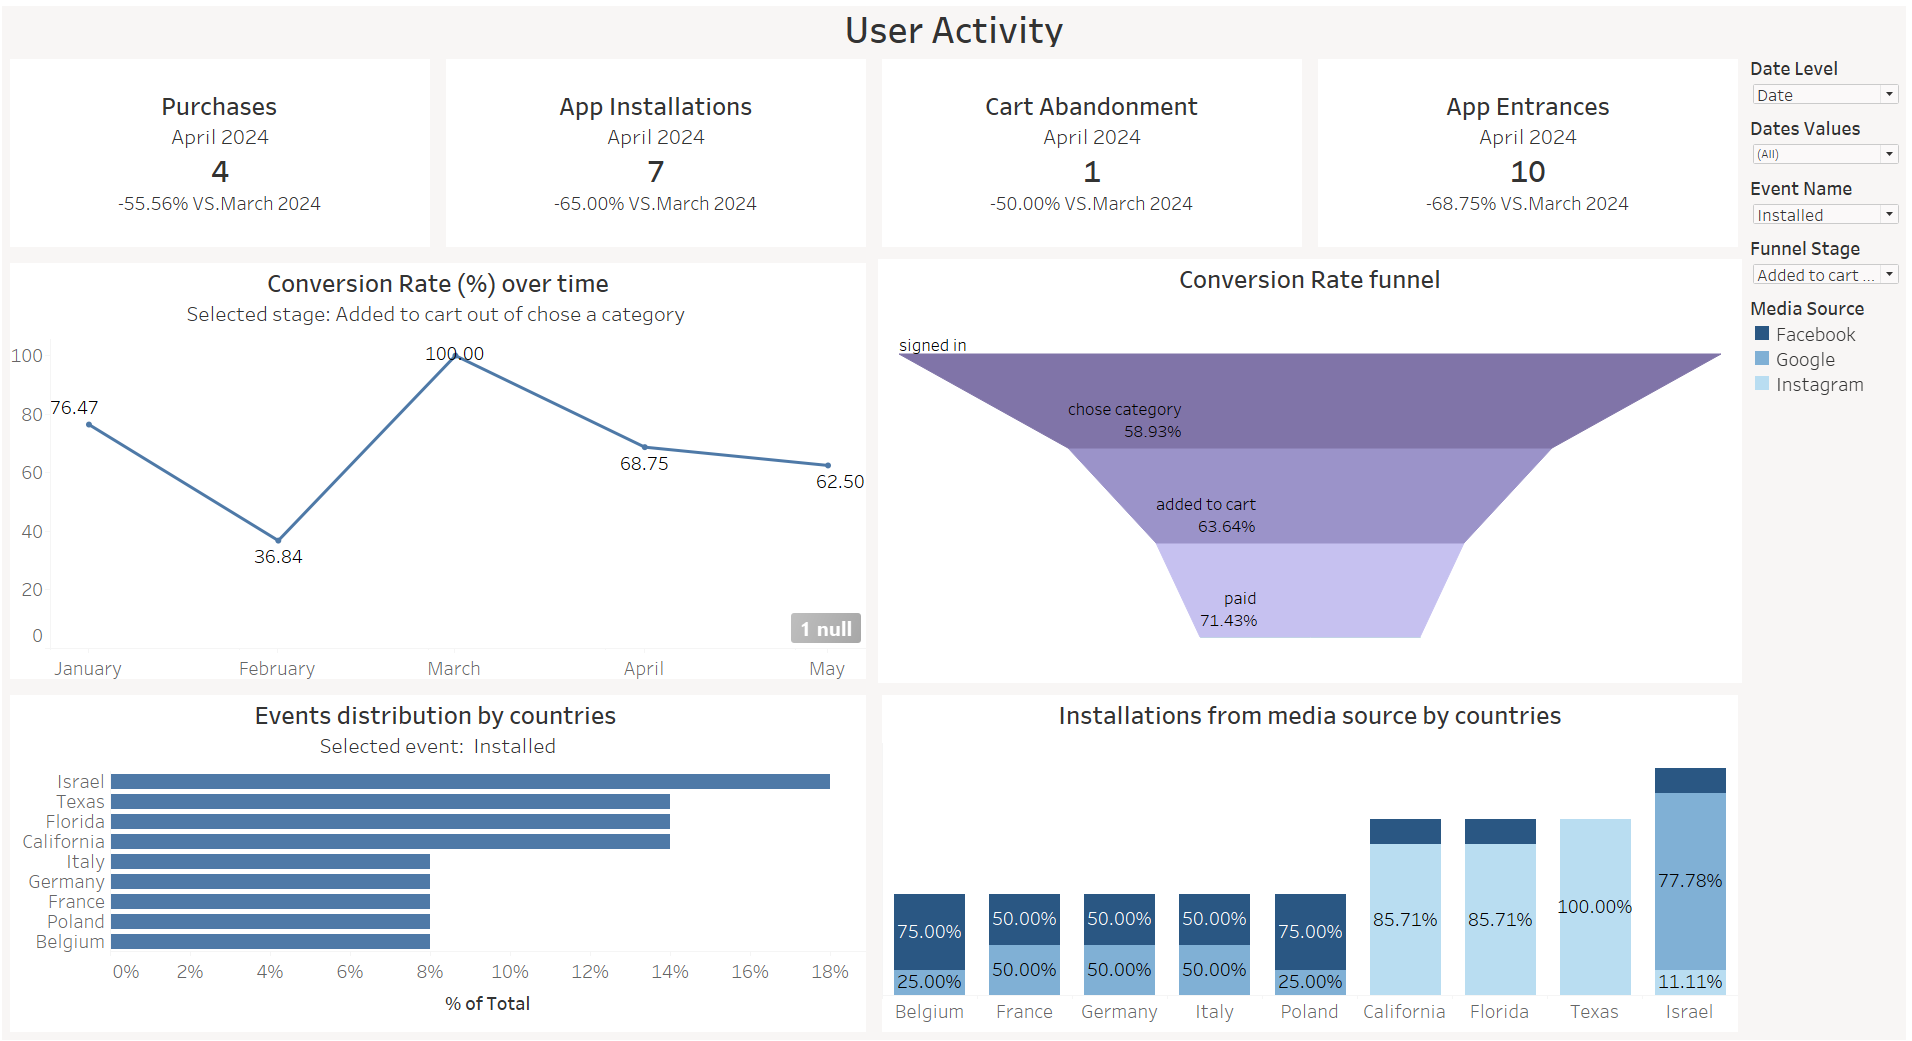 User Activity
Purchases
April 2024
4
-55.56% VS.March 2024
App Installations
April 2024
7
-65.00% VS.March 2024
Cart Abandonment
April 2024
1
-50.00% VS.March 2024
App Entrances
April 2024
10
-68.75% VS.March 2024
Date Level
Date
Dates Values
(All)
Event Name
Installed
Funnel Stage
Added to cart ...
Media Source
Facebook
Google
Instagram
Conversion Rate (%) over time
Selected stage: Added to cart out of chose a category
100
80
60
40
20
0
76.47
36.84
100.00
68.75
62.50
1 null
January
February
March
April
May
Conversion Rate funnel
signed in
chose category
58.93%
added to cart
63.64%
paid
71.43%
Events distribution by countries
Selected event: Installed
Israel
Texas
Florida
California
Italy
Germany
France
Poland
Belgium
0%
2%
4%
6%
8%
10%
12%
14%
16%
18%
% of Total
Installations from media source by countries
75.00%
25.00%
50.00%
50.00%
50.00%
50.00%
50.00%
50.00%
75.00%
25.00%
85.71%
85.71%
100.00%
77.78%
11.11%
Belgium
France
Germany
Italy
Poland
California
Florida
Texas
Israel